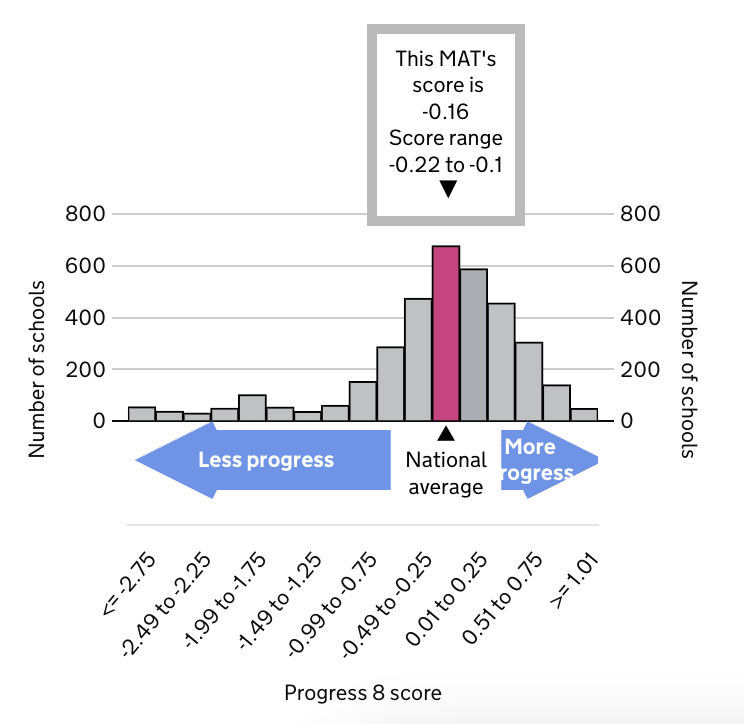 This MAT's
score is
-0.16
Score range
-0.22 to -0.1
800
600
400
200
0
Number of schools
800
600
400
200
0
Number of schools
Less progress
National
average
More
rogress
<= -2.75
-2.49 to -2.25
-1.99 to -1.75
-1.49 to -1.25
-0.99 to -0.75
-0.49 to -0.25
0.01 to 0.25
0.51 to 0.75
>= 1.01
Progress 8 score